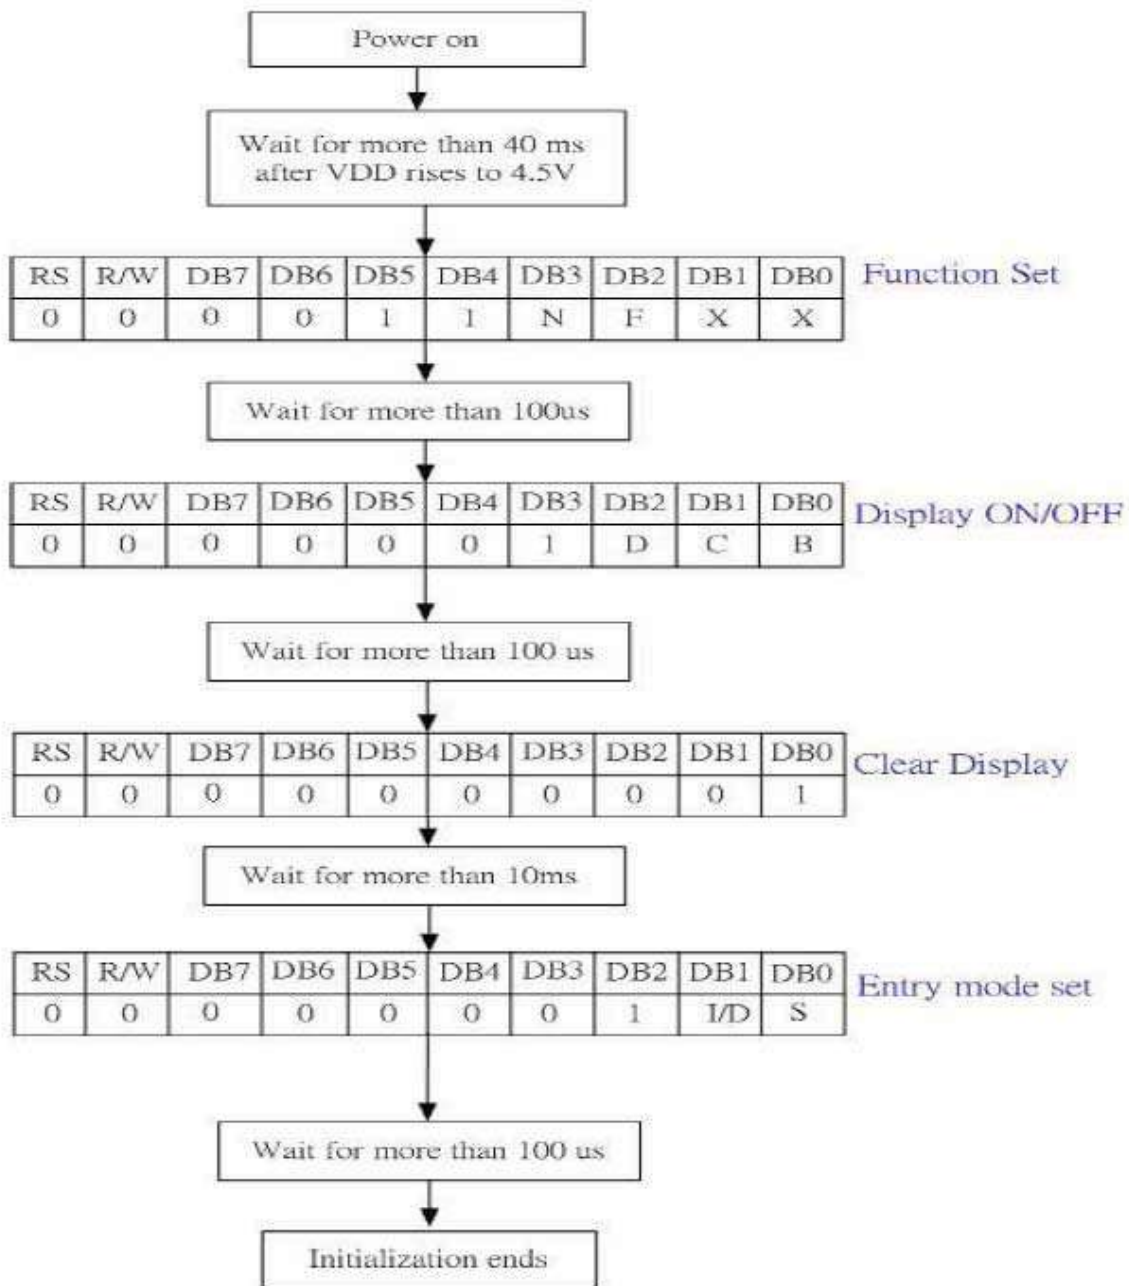 Power on
Wait for more than 40 ms
after VDD rises to 4.5V
RS R/W DB7 DB6 DB5 DB4 DB3 DB2 DB1 DB0 Function Set
0 0 0 0 1 1 N F X X
Wait for more than 100us
RS R/W DB7 DB6 DB5 DB4 DB3 DB2 DB1 DB0 Display ON/OFF
0 0 0 0 0 0 1 D C B
Wait for more than 100 us
RS R/W DB7 DB6 DB5 DB4 DB3 DB2 DB1 DB0 Clear Display
0 0 0 0 0 0 0 0 0 1
Wait for more than 10ms
RS R/W DB7 DB6 DB5 DB4 DB3 DB2 DB1 DB0 Entry mode set
0 0 0 0 0 0 0 1 I/D S
Wait for more than 100 us
Initialization ends